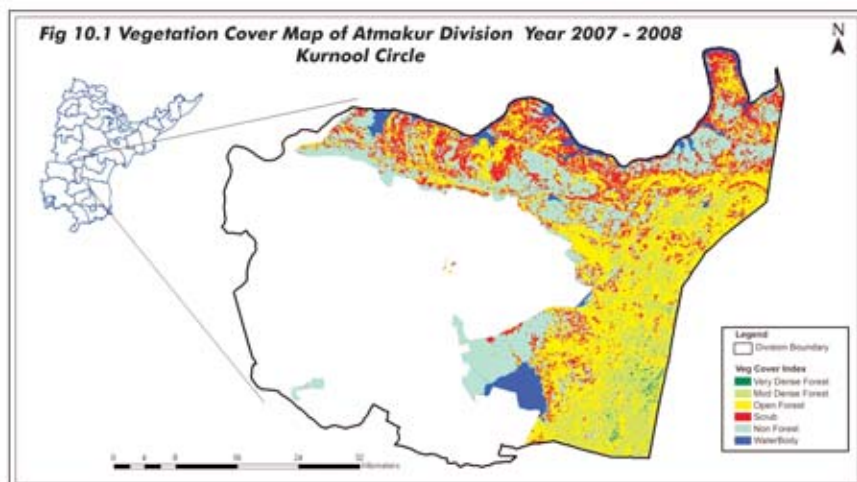 Fig 10.1 Vegetation Cover Map of Atmakur Division Year 2007 - 2008
Kurnool Circle
N
Legend
Division Boundary
Veg Cover Index
Very Dense Forest
Mod Dense Forest
Open Forest
Scrub
Non Forest
WaterBody
0 4 8 16 24 32
Kilometers